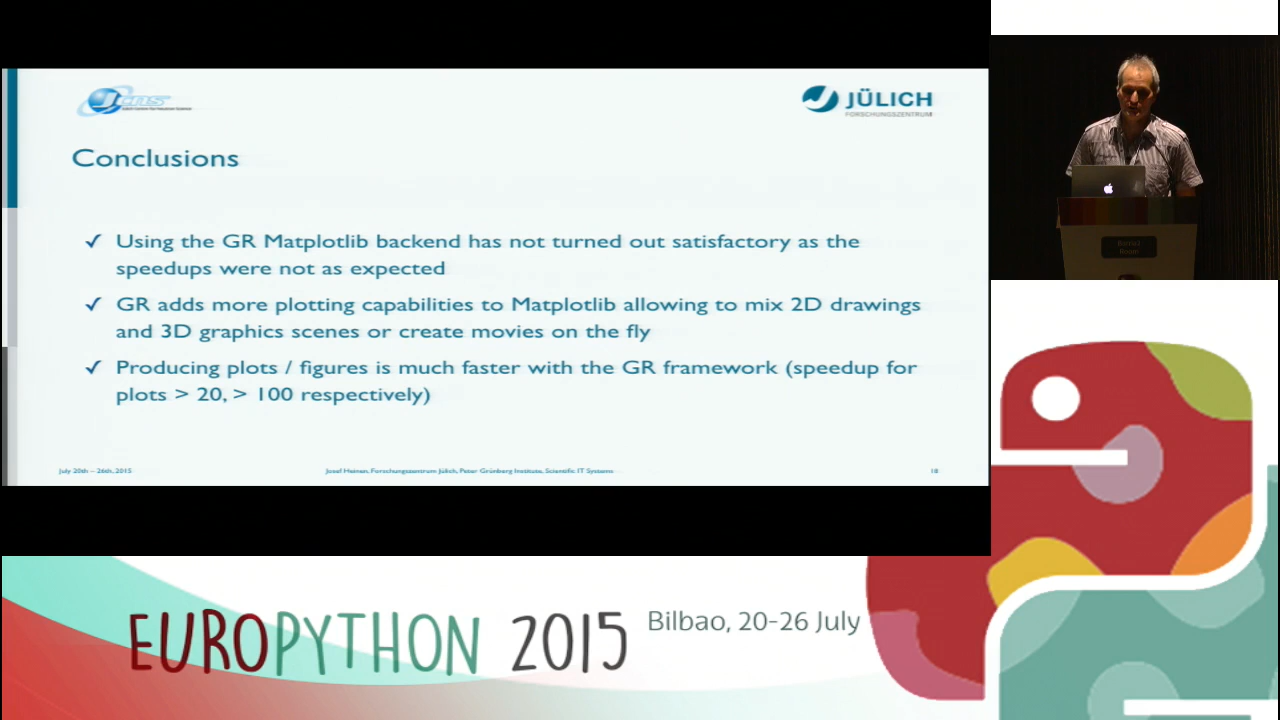 JCNS
JÜLICH
FORSCHUNGSZENTRUM
Conclusions
✓ Using the GR Matplotlib backend has not turned out satisfactory as the
speedups were not as expected
✓ GR adds more plotting capabilities to Matplotlib allowing to mix 2D drawings
and 3D graphics scenes or create movies on the fly
✓ Producing plots / figures is much faster with the GR framework (speedup for
plots > 20, > 100 respectively)
July 20th – 26th, 2015
Josef Heinen, Forschungszentrum Jülich, Peter Grünberg Institute, Scientific IT Systems
18
EUROPYTHON 2015
Bilbao, 20-26 July